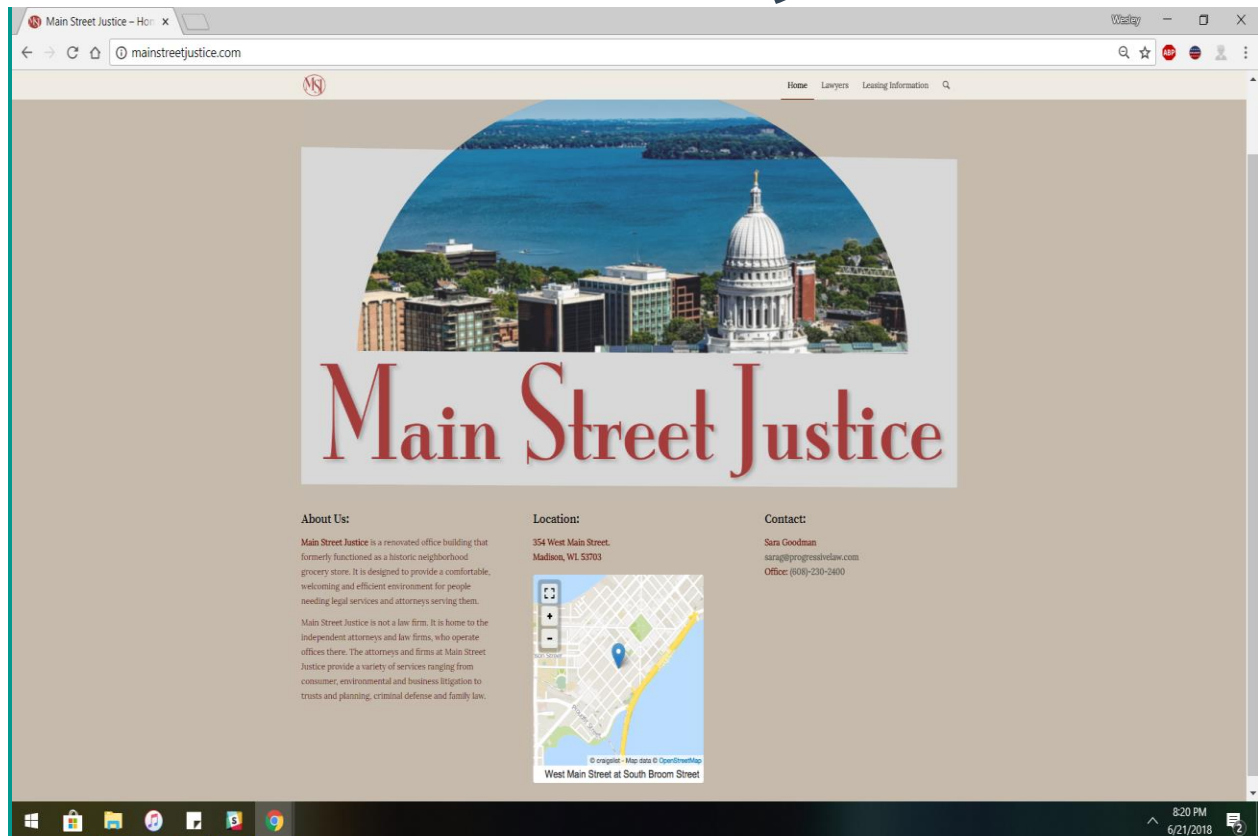 Main Street Justice – Hon
Wesley
mainstreetjustice.com
ABP
MSJ
Home Lawyers Leasing Information
Main Street Justice
About Us:
Main Street Justice is a renovated office building that
formerly functioned as a historic neighborhood
grocery store. It is designed to provide a comfortable,
welcoming and efficient environment for people
needing legal services and attorneys serving them.
Main Street Justice is not a law firm. It is home to the
independent attorneys and law firms, who operate
offices there. The attorneys and firms at Main Street
Justice provide a variety of services ranging from
consumer, environmental and business litigation to
trusts and planning, criminal defense and family law.
Location:
354 West Main Street.
Madison, WI. 53703
+
-
© craigslist - Map data © OpenStreetMap
West Main Street at South Broom Street
Contact:
Sara Goodman
sarag@progressivelaw.com
Office: (608)-230-2400
8:20 PM
6/21/2018
2